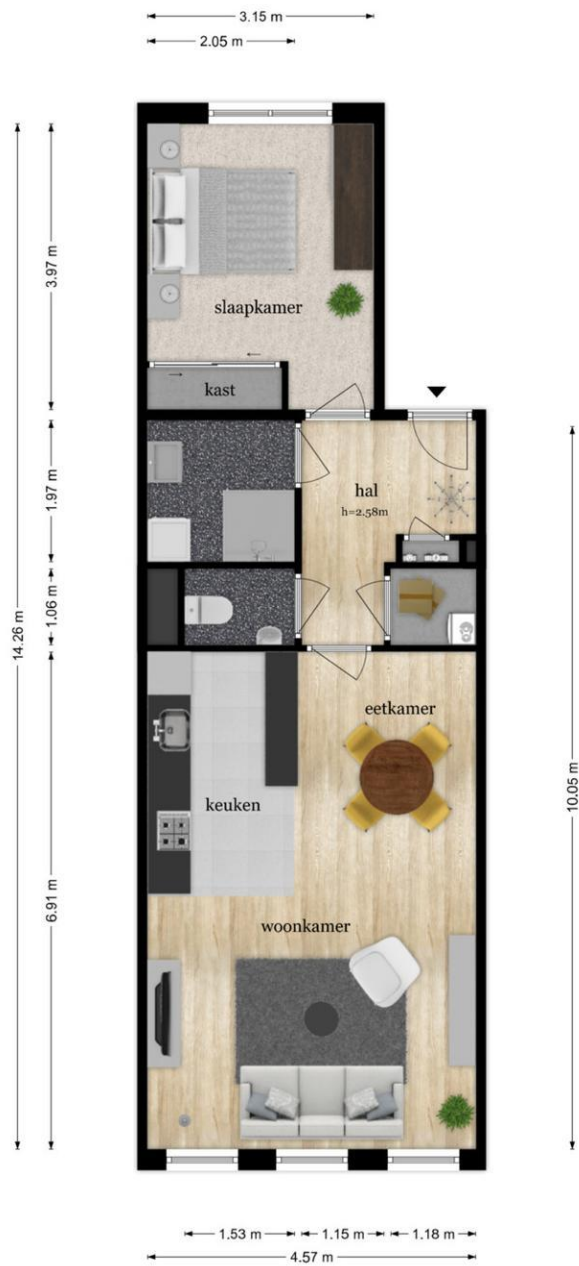 3.15 m
2.05 m
3.97 m
slaapkamer
kast
1.97 m
hal
h=2.58m
14.26 m
1.06 m
eetkamer
keuken
10.05 m
6.91 m
woonkamer
1.53 m
1.15 m
1.18 m
4.57 m